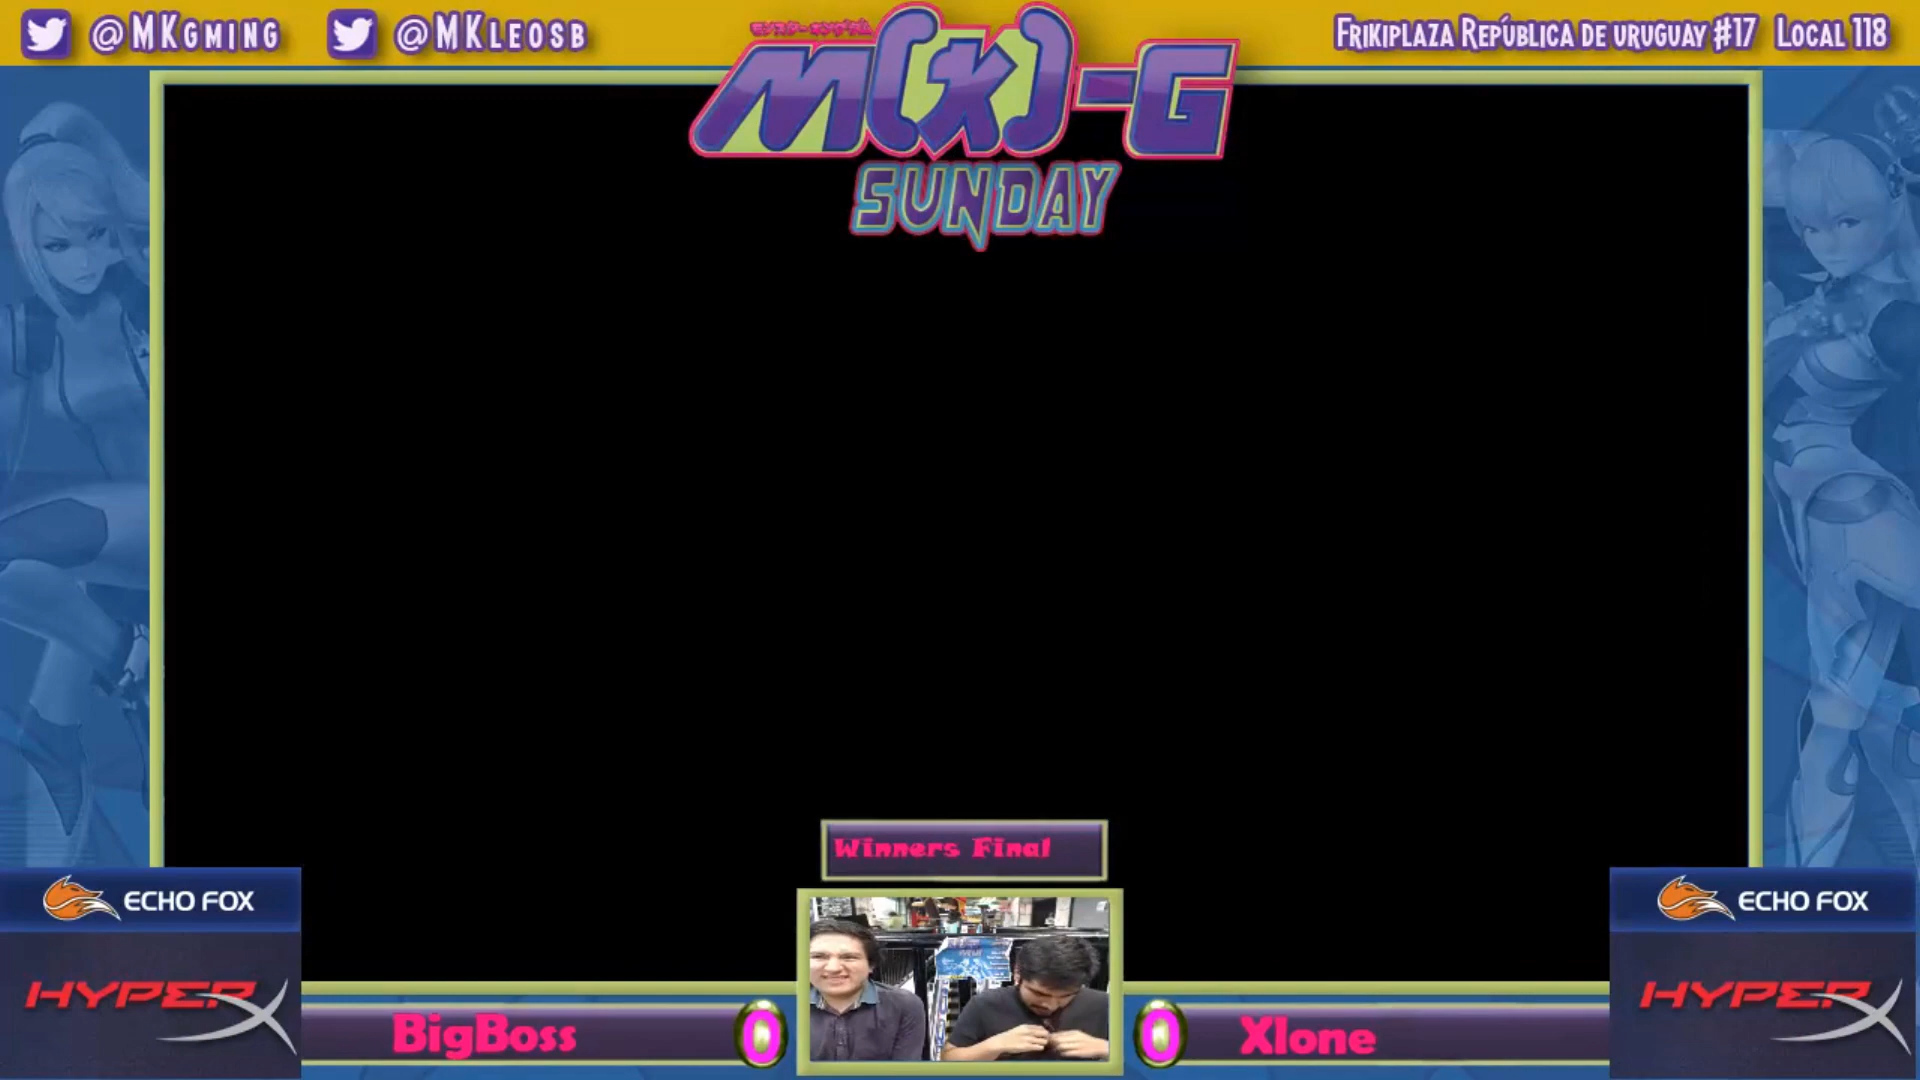 @MKGMING @MKLEOSB FRIKIPLAZA REPÚBLICA DE URUGUAY #17 LOCAL 118
M(X)-G
SUNDAY
Winners Final
ECHO FOX
HYPERX
BigBoss 0
0 Xlone
ECHO FOX
HYPERX